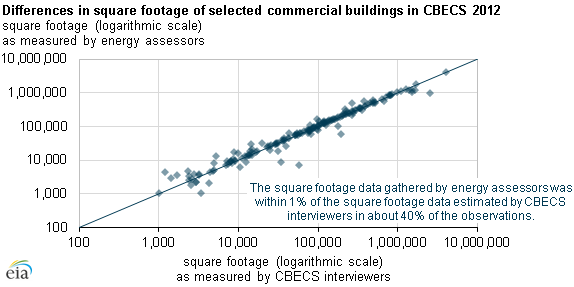 Differences in square footage of selected commercial buildings in CBECS 2012
square footage (logarithmic scale)
as measured by energy assessors
10,000,000
1,000,000
100,000
10,000
1,000
100
The square footage data gathered by energy assessors was
within 1% of the square footage data estimated by CBECS
interviewers in about 40% of the observations.
100
1,000
10,000
100,000
1,000,000
10,000,000
square footage (logarithmic scale)
as measured by CBECS interviewers
eia